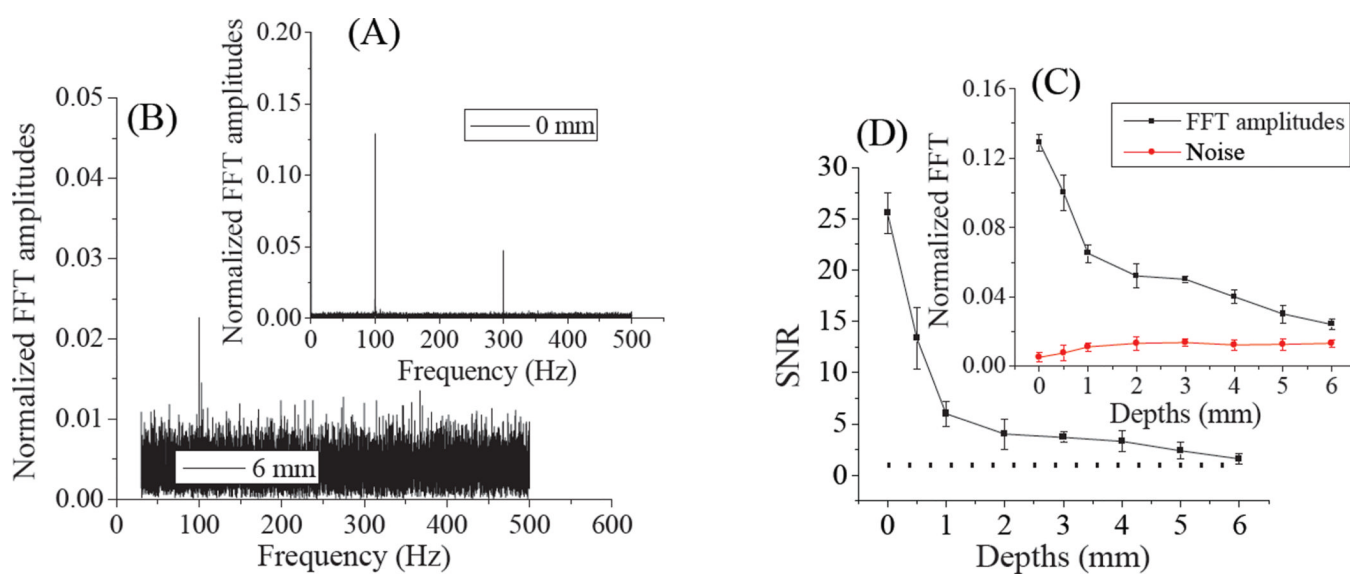 (A)
Normalized FFT amplitudes
0.20
0.15
0.10
0.05
0.00
0 mm
0 100 200 300 400 500
Frequency (Hz)
(B)
Normalized FFT amplitudes
0.05
0.04
0.03
0.02
0.01
0.00
6 mm
0 100 200 300 400 500 600
Frequency (Hz)
(C)
Normalized FFT
0.16
0.12
0.08
0.04
0.00
FFT amplitudes
Noise
0 1 2 3 4 5 6
Depths (mm)
(D)
SNR
30
25
20
15
10
5
0
0 1 2 3 4 5 6
Depths (mm)